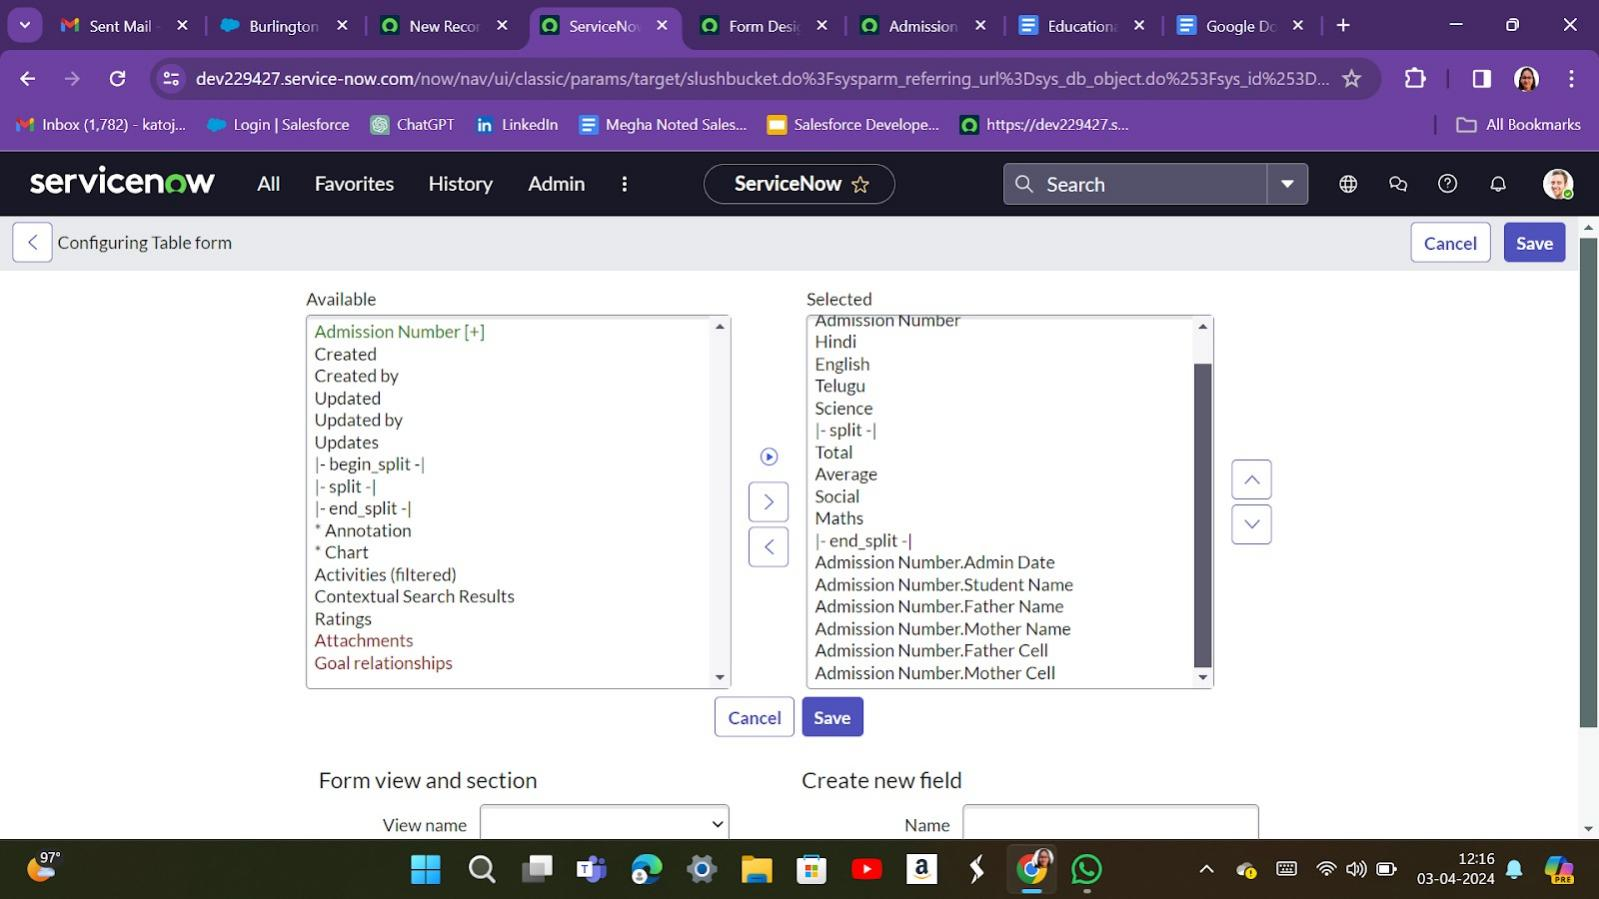 Sent Mail
Burlington
New Recor
ServiceNo
Form Desi
Admission
Educationa
Google Do
dev229427.service-now.com/now/nav/ui/classic/params/target/slushbucket.do%3Fsysparm_referring_url%3Dsys_db_object.do%253Fsys_id%253D...
Inbox (1,782) - katoj...
Login | Salesforce
ChatGPT
LinkedIn
Megha Noted Sales...
Salesforce Develope...
https://dev229427.s...
All Bookmarks
servicenow
All
Favorites
History
Admin
ServiceNow
Search
Configuring Table form
Cancel
Save
Available
Admission Number [+]
Created
Created by
Updated
Updated by
Updates
|- begin_split -|
|- split -|
|- end_split -|
* Annotation
* Chart
Activities (filtered)
Contextual Search Results
Ratings
Attachments
Goal relationships
Selected
Admission Number
Hindi
English
Telugu
Science
|- split -|
Total
Average
Social
Maths
|- end_split -|
Admission Number.Admin Date
Admission Number.Student Name
Admission Number.Father Name
Admission Number.Mother Name
Admission Number.Father Cell
Admission Number.Mother Cell
Cancel
Save
Form view and section
Create new field
View name
Name
97°
12:16
03-04-2024
PRE